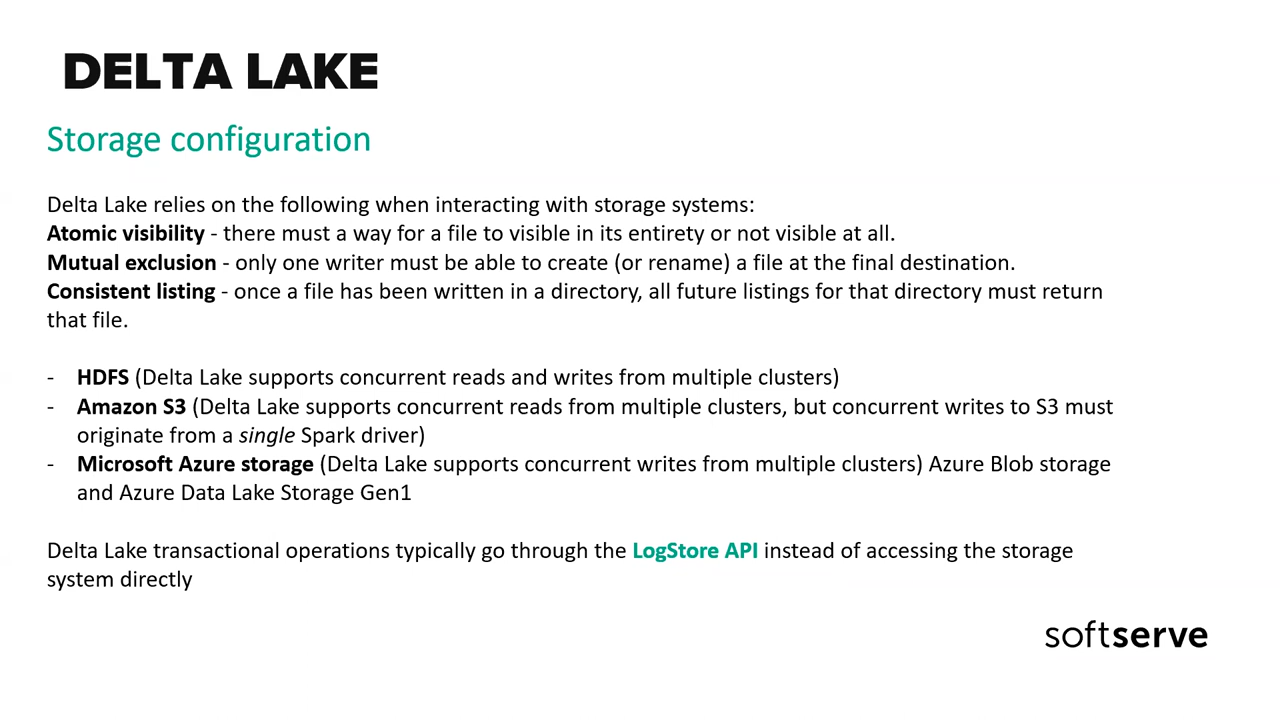 DELTA LAKE
Storage configuration
Delta Lake relies on the following when interacting with storage systems:
Atomic visibility - there must a way for a file to visible in its entirety or not visible at all.
Mutual exclusion - only one writer must be able to create (or rename) a file at the final destination.
Consistent listing - once a file has been written in a directory, all future listings for that directory must return
that file.
- HDFS (Delta Lake supports concurrent reads and writes from multiple clusters)
- Amazon S3 (Delta Lake supports concurrent reads from multiple clusters, but concurrent writes to S3 must
originate from a single Spark driver)
- Microsoft Azure storage (Delta Lake supports concurrent writes from multiple clusters) Azure Blob storage
and Azure Data Lake Storage Gen1
Delta Lake transactional operations typically go through the LogStore API instead of accessing the storage
system directly
softserve